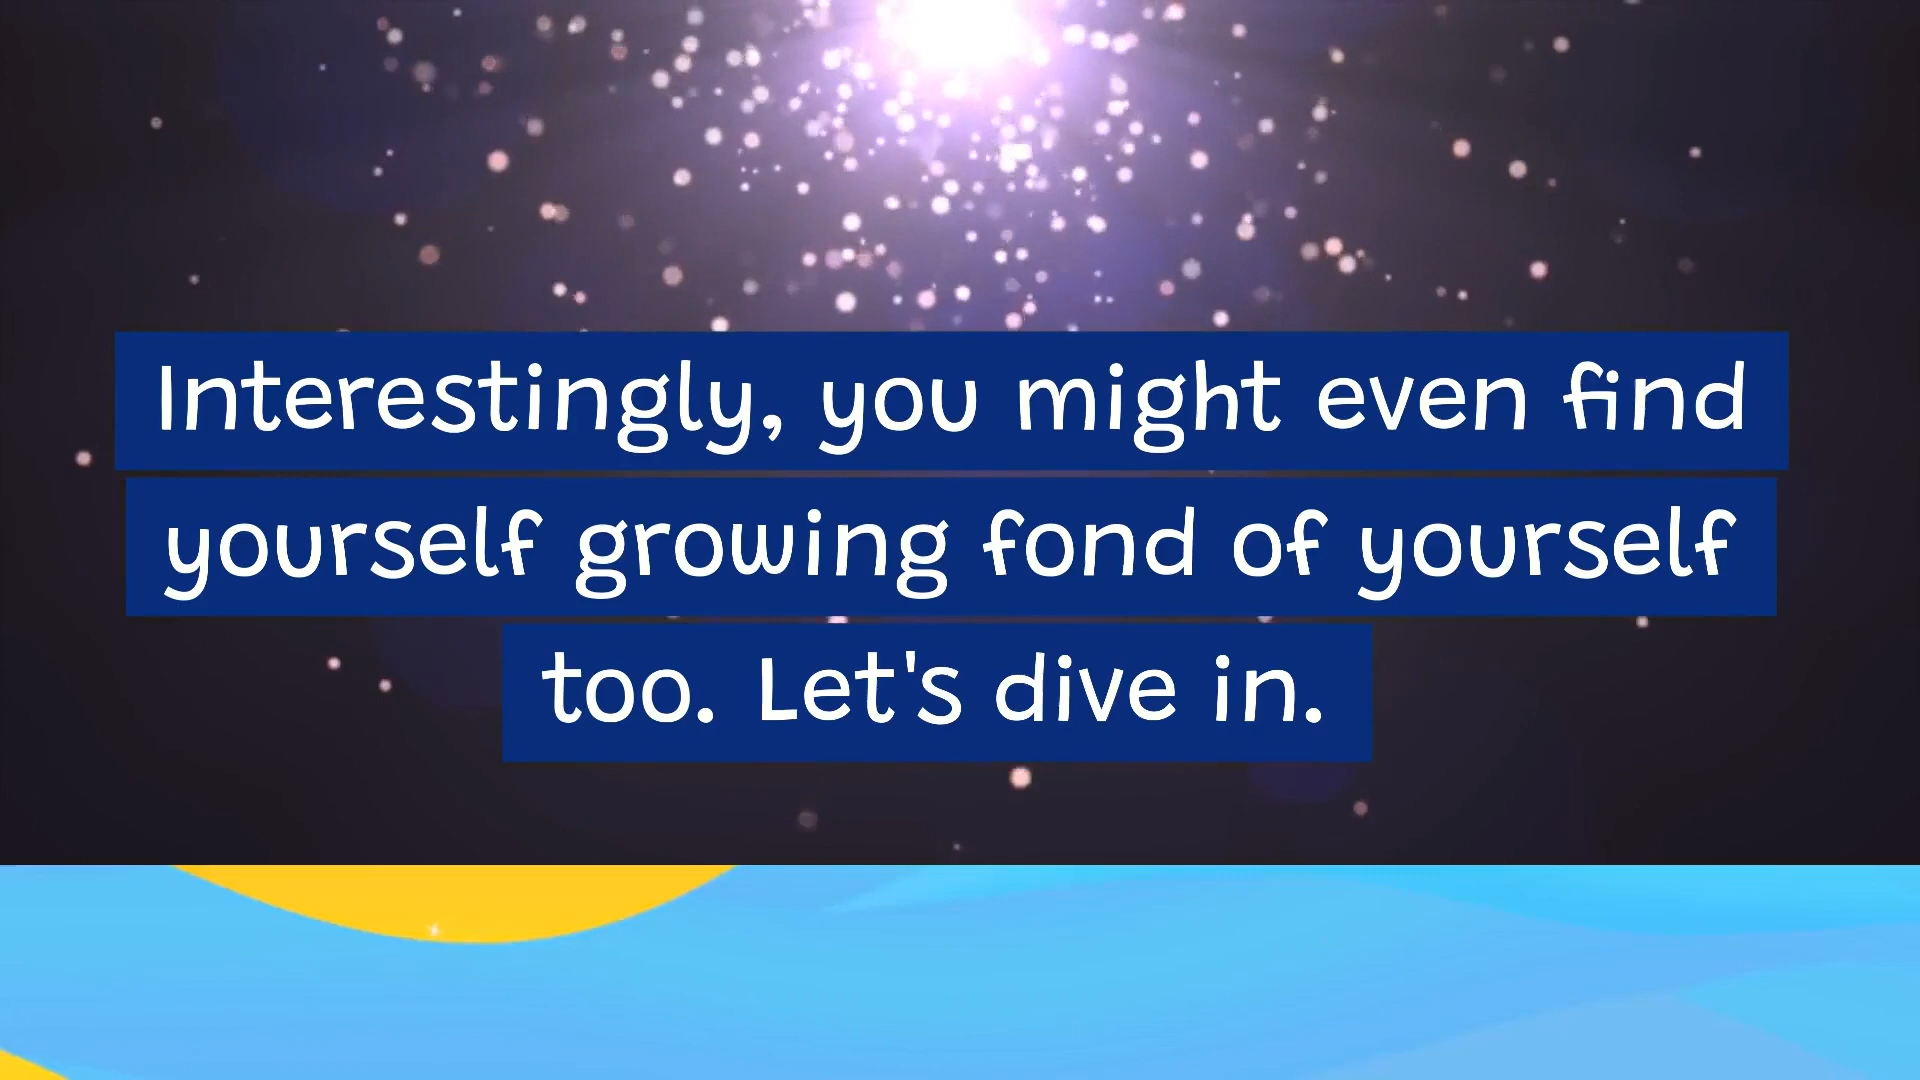 Interestingly, you might even find
yourself growing fond of yourself
too. Let's dive in.